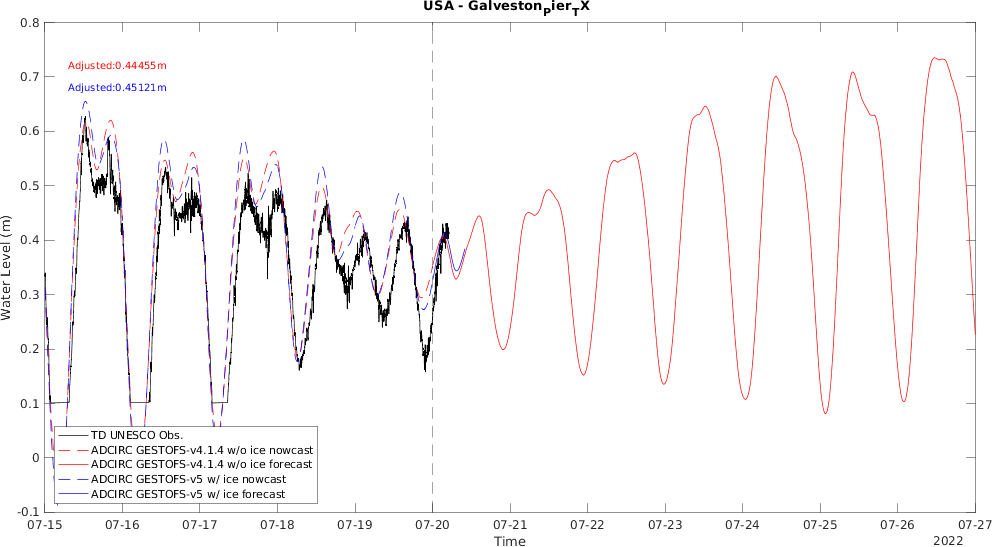 USA - GalvestonPierTX
0.8
0.7
0.6
0.5
0.4
0.3
0.2
0.1
0
-0.1
Water Level (m)
Adjusted:0.44455m
Adjusted:0.45121m
TD UNESCO Obs.
ADCIRC GESTOFS-v4.1.4 w/o ice nowcast
ADCIRC GESTOFS-v4.1.4 w/o ice forecast
ADCIRC GESTOFS-v5 w/ ice nowcast
ADCIRC GESTOFS-v5 w/ ice forecast
07-15 07-16 07-17 07-18 07-19 07-20 07-21 07-22 07-23 07-24 07-25 07-26 07-27
Time
2022